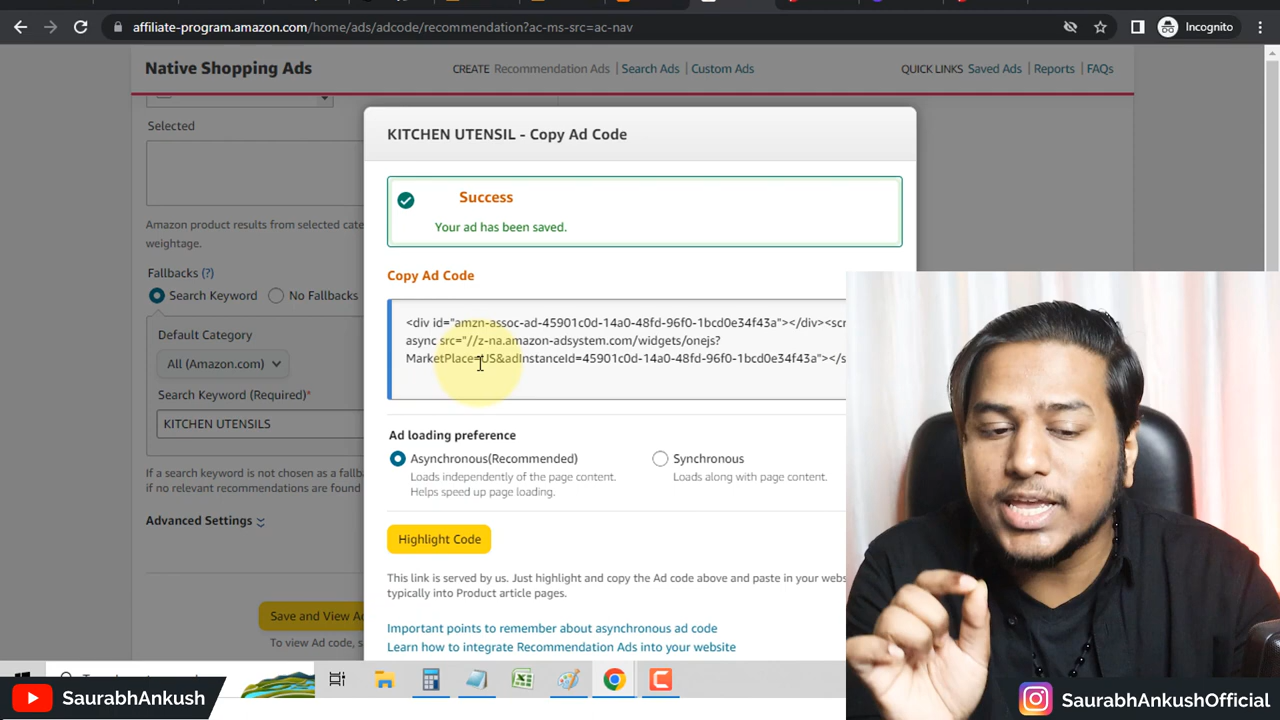 affiliate-program.amazon.com/home/ads/adcode/recommendation?ac-ms-src=ac-nav
Incognito
Native Shopping Ads
CREATE Recommendation Ads | Search Ads | Custom Ads
QUICK LINKS Saved Ads | Reports | FAQs
Selected
Amazon product results from selected cate
weightage.
Fallbacks (?)
Search Keyword
No Fallbacks
Default Category
All (Amazon.com)
Search Keyword (Required)*
KITCHEN UTENSILS
If a search keyword is not chosen as a fallb
if no relevant recommendations are found
Advanced Settings
Save and View Ad
To view Ad code, s
KITCHEN UTENSIL - Copy Ad Code
Success
Your ad has been saved.
Copy Ad Code
<div id="amzn-assoc-ad-45901c0d-14a0-48fd-96f0-1bcd0e34f43a"></div><scr
async src="//z-na.amazon-adsystem.com/widgets/onejs?
MarketPlace=US&adInstanceId=45901c0d-14a0-48fd-96f0-1bcd0e34f43a"></s
Ad loading preference
Asynchronous(Recommended)
Loads independently of the page content.
Helps speed up page loading.
Synchronous
Loads along with page content.
Highlight Code
This link is served by us. Just highlight and copy the Ad code above and paste in your webs
typically into Product article pages.
Important points to remember about asynchronous ad code
Learn how to integrate Recommendation Ads into your website
SaurabhAnkush
SaurabhAnkushOfficial